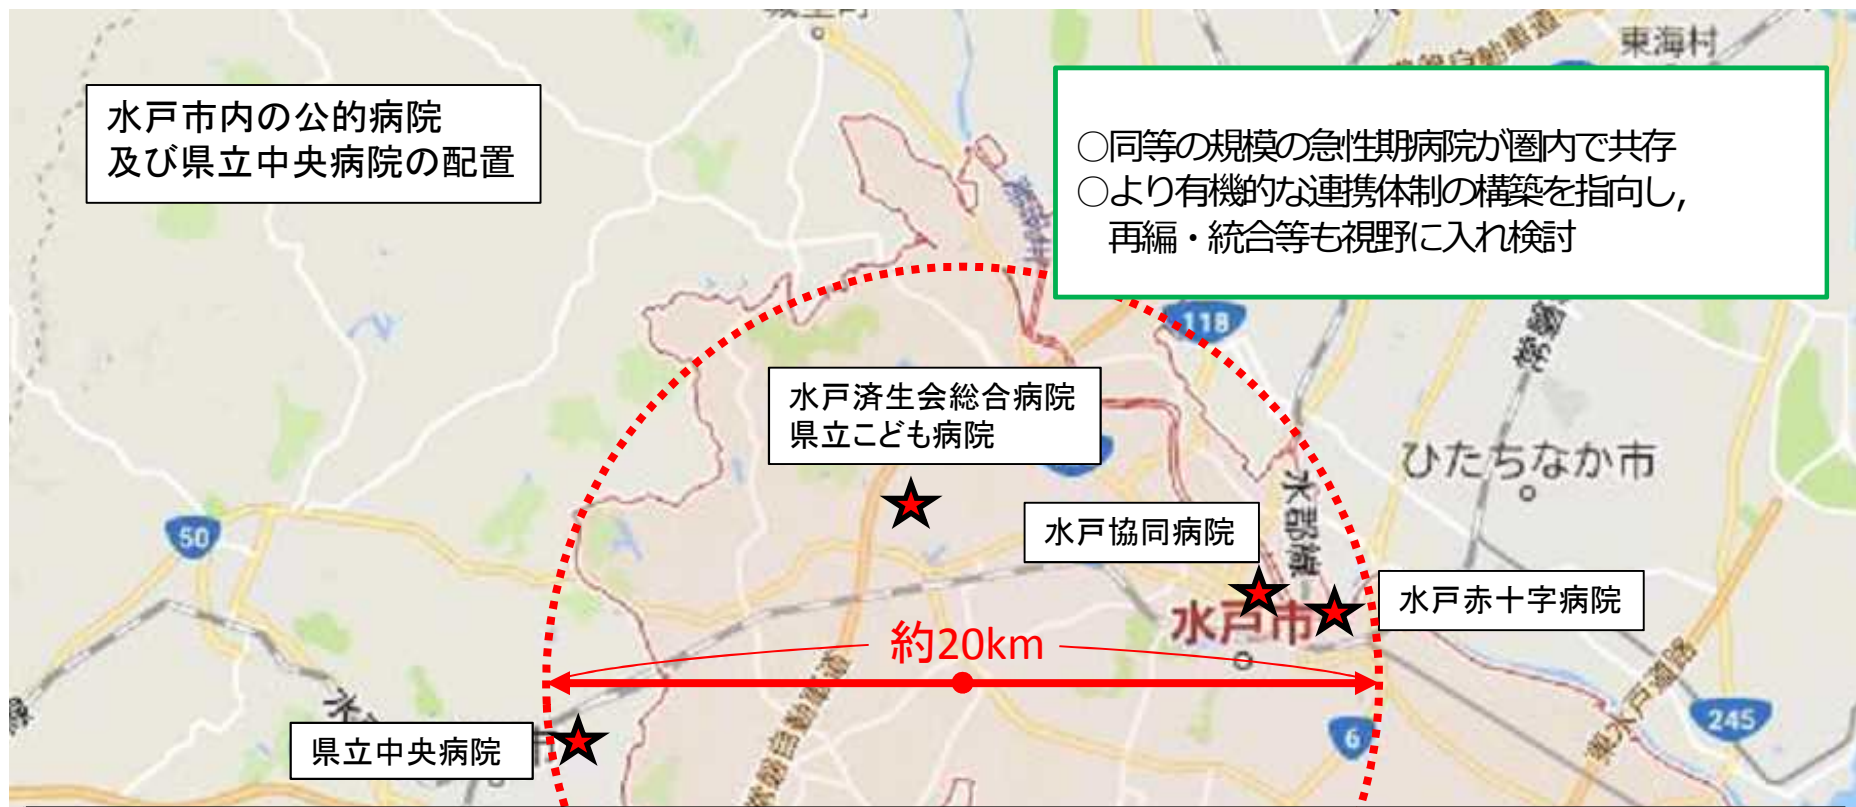 東海村
水戸市内の公的病院
及び県立中央病院の配置
○同等の規模の急性期病院が圏内で共存
○より有機的な連携体制の構築を指向し,
再編・統合等も視野に入れ検討
118
水戸済生会総合病院
県立こども病院
ひたちなか市
水郡線
50
水戸協同病院
水戸赤十字病院
水戸市
約20km
245
6
県立中央病院